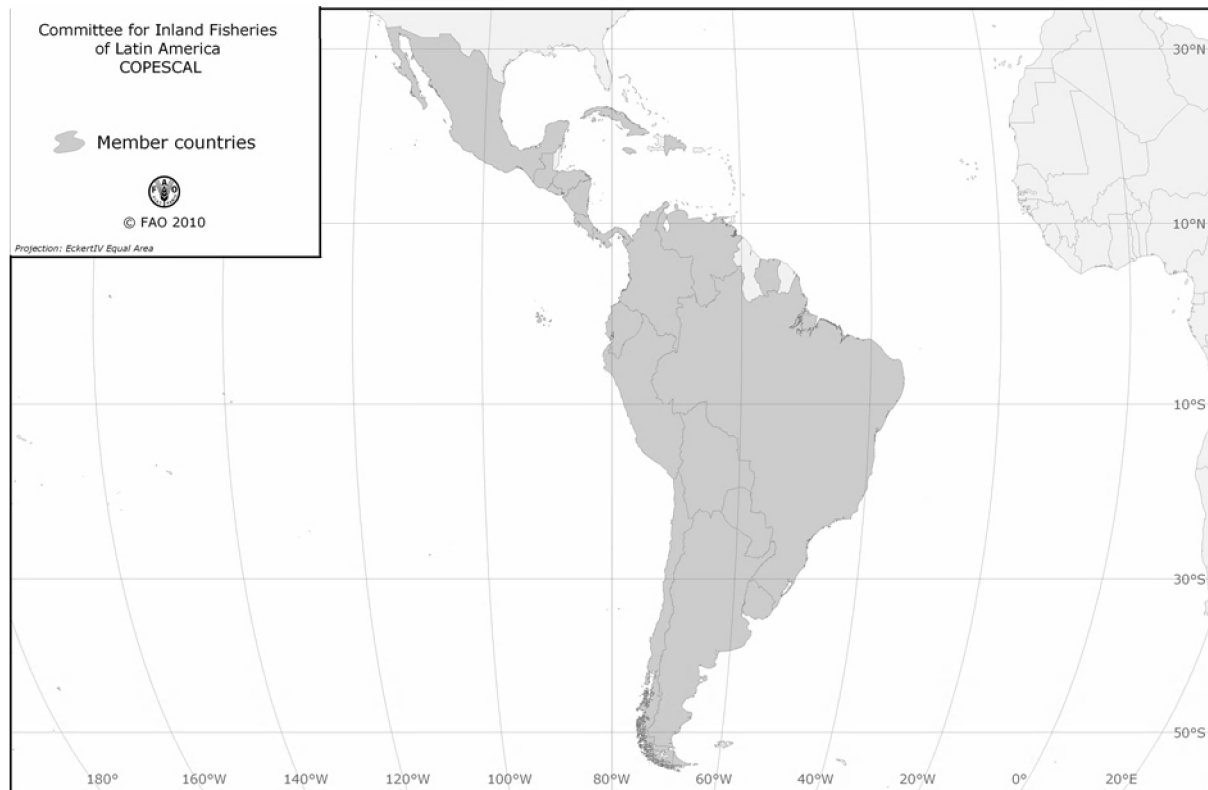 Committee for Inland Fisheries
of Latin America
COPESCAL
Member countries
F A O
© FAO 2010
Projection: EckertIV Equal Area
30°N
10°N
10°S
30°S
50°S
180° 160°W 140°W 120°W 100°W 80°W 60°W 40°W 20°W 0° 20°E